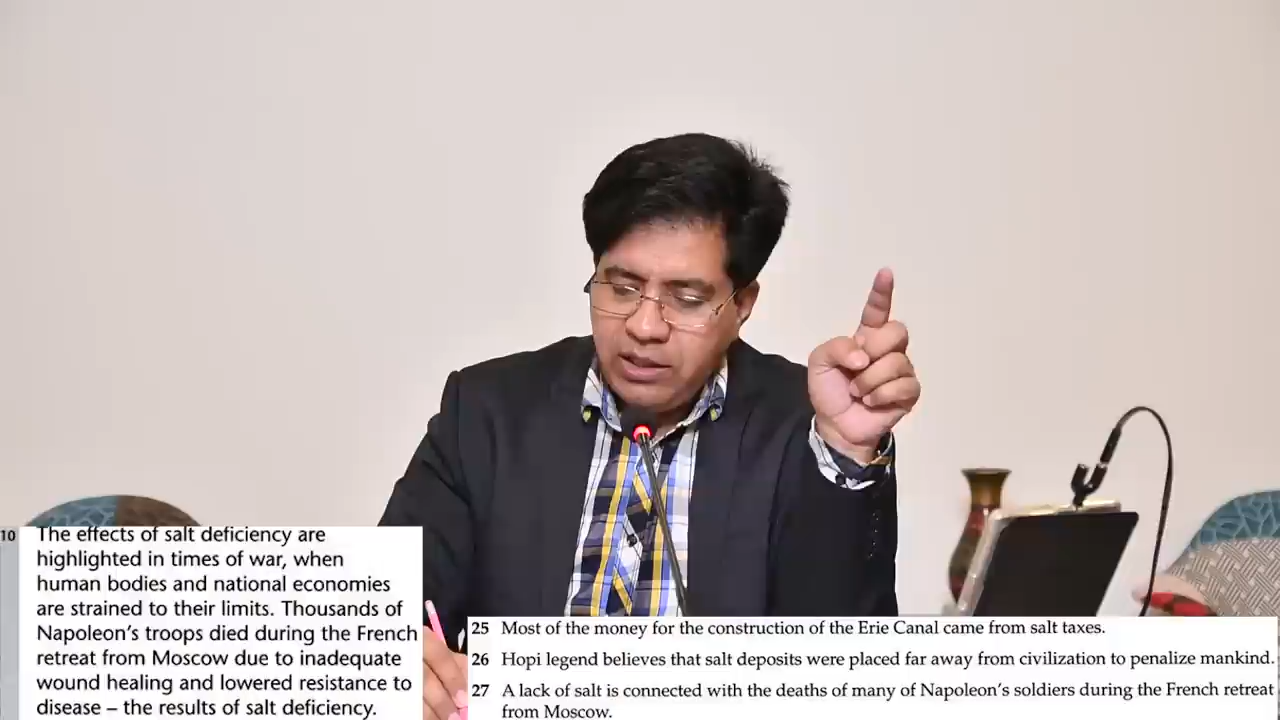 10 The effects of salt deficiency are
highlighted in times of war, when
human bodies and national economies
are strained to their limits. Thousands of
Napoleon's troops died during the French
retreat from Moscow due to inadequate
wound healing and lowered resistance to
disease – the results of salt deficiency.
25 Most of the money for the construction of the Erie Canal came from salt taxes.
26 Hopi legend believes that salt deposits were placed far away from civilization to penalize mankind.
27 A lack of salt is connected with the deaths of many of Napoleon's soldiers during the French retreat
from Moscow.